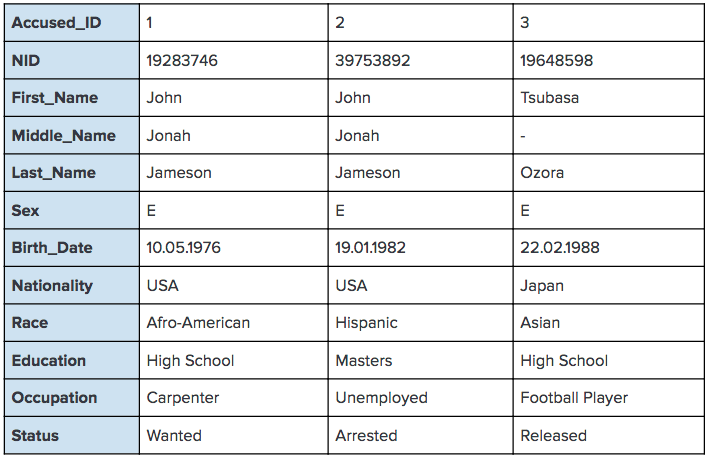 Accused_ID 1 2 3
NID 19283746 39753892 19648598
First_Name John John Tsubasa
Middle_Name Jonah Jonah -
Last_Name Jameson Jameson Ozora
Sex E E E
Birth_Date 10.05.1976 19.01.1982 22.02.1988
Nationality USA USA Japan
Race Afro-American Hispanic Asian
Education High School Masters High School
Occupation Carpenter Unemployed Football Player
Status Wanted Arrested Released